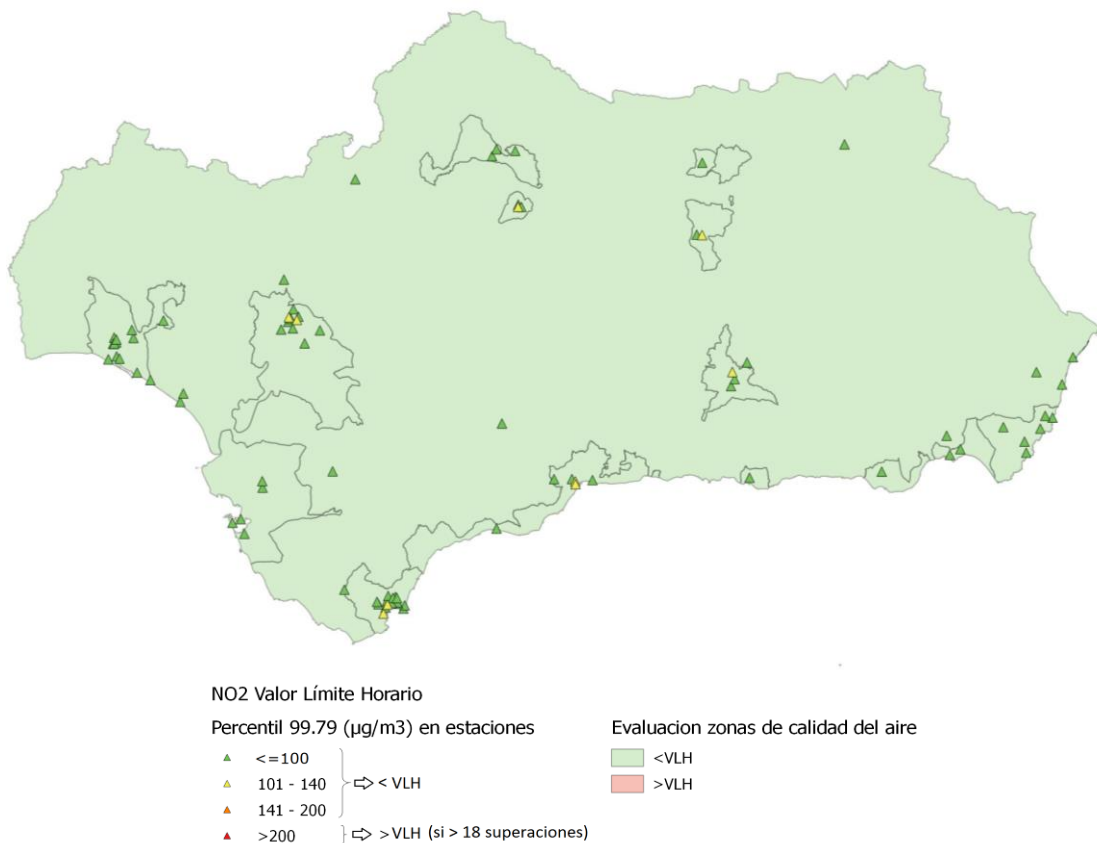 NO2 Valor Límite Horario
Percentil 99.79 (µg/m3) en estaciones
<=100
101 - 140
< VLH
141 - 200
>200
>VLH (si > 18 superaciones)
Evaluacion zonas de calidad del aire
<VLH
>VLH